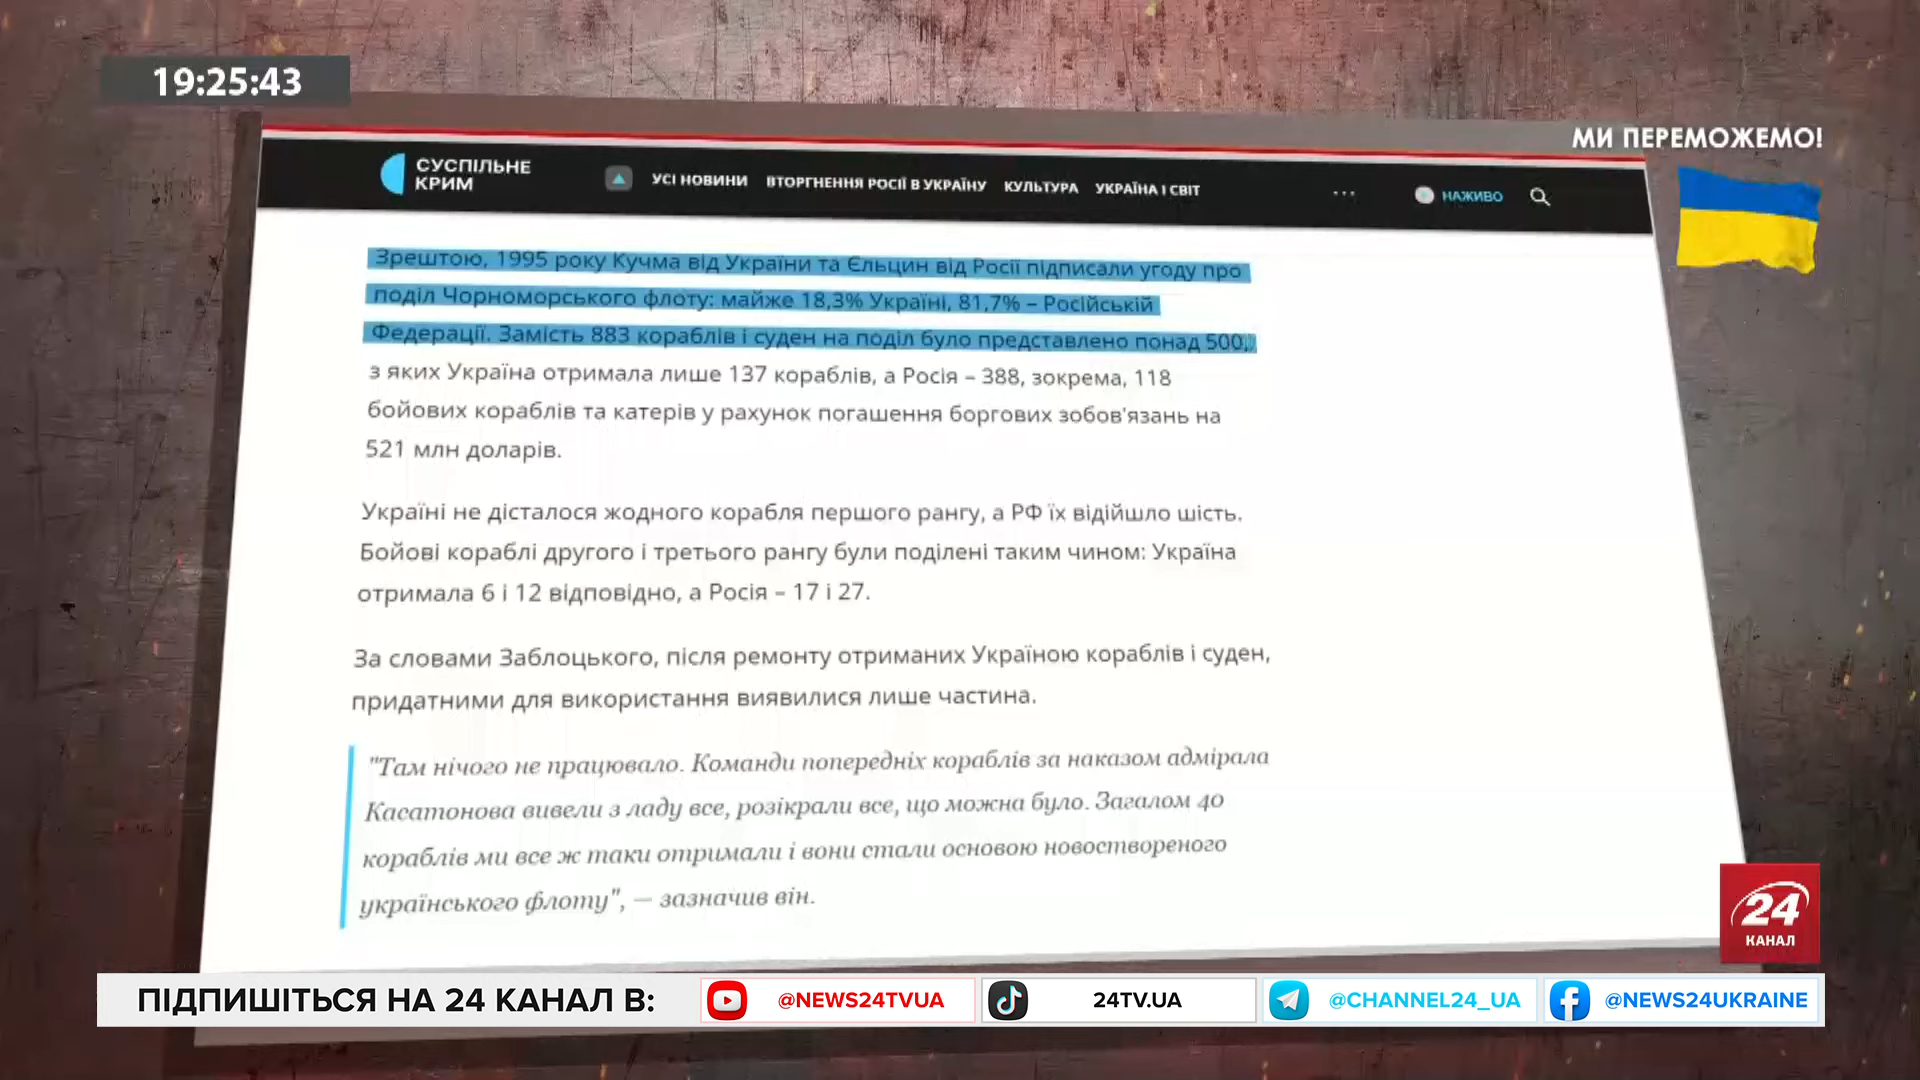 19:25:43
МИ ПЕРЕМОЖЕМО!
СУСПІЛЬНЕ
КРИМ
УСІ НОВИНИ ВТОРГНЕННЯ РОСІЇ В УКРАЇНУ КУЛЬТУРА УКРАЇНА І СВІТ ... НАЖИВО
Зрештою, 1995 року Кучма від України та Єльцин від Росії підписали угоду про
поділ Чорноморського флоту: майже 18,3% Україні, 81,7% – Російській
Федерації. Замість 883 кораблів і суден на поділ було представлено понад 500,
з яких Україна отримала лише 137 кораблів, а Росія – 388, зокрема, 118
бойових кораблів та катерів у рахунок погашення боргових зобов'язань на
521 млн доларів.
Україні не дісталося жодного корабля першого рангу, а РФ їх відійшло шість.
Бойові кораблі другого і третього рангу були поділені таким чином: Україна
отримала 6 і 12 відповідно, а Росія – 17 і 27.
За словами Заблоцького, після ремонту отриманих Україною кораблів і суден,
придатними для використання виявилися лише частина.
"Там нічого не працювало. Команди попередніх кораблів за наказом адмірала
Касатонова вивели з ладу все, розікрали все, що можна було. Загалом 40
кораблів ми все ж таки отримали і вони стали основою новоствореного
українського флоту", — зазначив він.
24
КАНАЛ
ПІДПИШІТЬСЯ НА 24 КАНАЛ В: @NEWS24TVUA 24TV.UA @CHANNEL24_UA @NEWS24UKRAINE